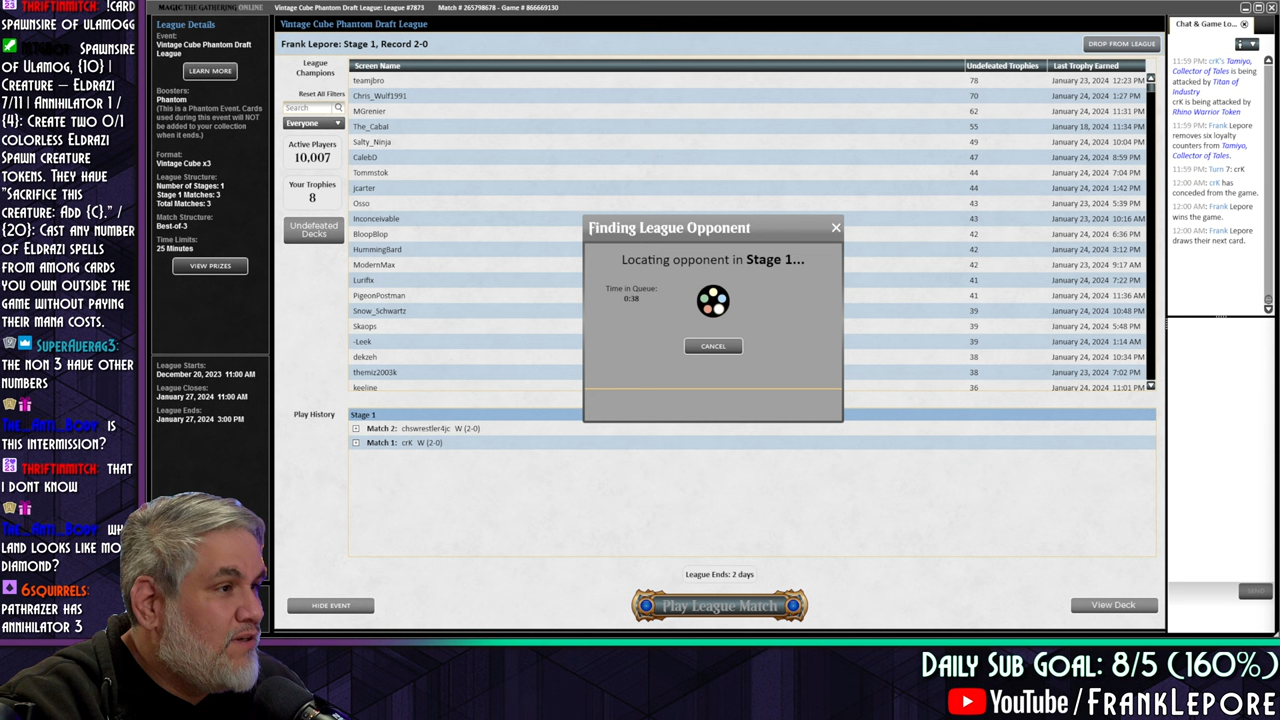 THRIFTINMITCH: !CARD
SPAWNSIRE OF ULAMOG
SPAWNSIRE
OF ULAMOG, {10} |
CREATURE — ELDRAZI
7/11 | ANNIHILATOR 1 /
{4}: CREATE TWO 0/1
COLORLESS ELDRAZI
SPAWN CREATURE
TOKENS. THEY HAVE
"SACRIFICE THIS
CREATURE: ADD {C}." /
{20}: CAST ANY NUMBER
OF ELDRAZI SPELLS
FROM AMONG CARDS
YOU OWN OUTSIDE THE
GAME WITHOUT PAYING
THEIR MANA COSTS.
SUPERAVERAG3:
THE NON 3 HAVE OTHER
NUMBERS
THE_ANTI_BODY: IS
THIS INTERMISSION?
THRIFTINMITCH: THAT
I DONT KNOW
THE_ANTI_BODY:
LAND LOOKS LIKE
DIAMOND?
6SQUIRRELS:
PATHRAZER HAS
ANNIHILATOR 3
MAGIC THE GATHERING ONLINE
Vintage Cube Phantom Draft League: League #7873
Match # 265798678 - Game # 866669130
League Details
Event:
Vintage Cube Phantom Draft
League
LEARN MORE
Boosters:
Phantom
(This is a Phantom Event. Cards
used during this event will NOT
be added to your collection
when it ends.)
Format:
Vintage Cube x3
League Structure:
Number of Stages: 1
Stage 1 Matches: 3
Total Matches: 3
Match Structure:
Best-of-3
Time Limits:
25 Minutes
VIEW PRIZES
League Starts:
December 20, 2023 11:00 AM
League Closes:
January 27, 2024 11:00 AM
League Ends:
January 27, 2024 3:00 PM
Vintage Cube Phantom Draft League
Frank Lepore: Stage 1, Record 2-0
DROP FROM LEAGUE
League
Champions
Reset All Filters
Search
Everyone
Active Players
10,007
Your Trophies
8
Undefeated
Decks
Screen Name Undefeated Trophies Last Trophy Earned
teamjbro 78 January 23, 2024 12:23 PM
Chris_Wulf1991 70 January 24, 2024 1:27 PM
MGrenier 62 January 24, 2024 11:31 PM
The_Cabal 55 January 18, 2024 11:34 PM
Salty_Ninja 49 January 24, 2024 10:04 PM
CalebD 47 January 24, 2024 8:59 PM
Tommstok 44 January 24, 2024 7:04 PM
jcarter 44 January 24, 2024 1:42 PM
Osso 43 January 23, 2024 5:39 PM
Inconceivable 43 January 24, 2024 10:16 AM
BloopBlop 42 January 24, 2024 6:36 PM
HummingBard 42 January 24, 2024 3:12 PM
ModernMax 42 January 23, 2024 9:17 AM
Lurifix 41 January 24, 2024 7:22 PM
PigeonPostman 41 January 24, 2024 11:36 AM
Snow_Schwartz 39 January 24, 2024 10:48 PM
Skaops 39 January 24, 2024 5:48 PM
-Leek 39 January 24, 2024 1:14 AM
dekzeh 38 January 24, 2024 10:34 PM
themiz2003k 38 January 23, 2024 7:02 PM
keeline 36 January 24, 2024 11:01 PM
Finding League Opponent
Locating opponent in Stage 1...
Time in Queue:
0:38
CANCEL
Play History
Stage 1
Match 2: chswrestler4jc W (2-0)
Match 1: crK W (2-0)
League Ends: 2 days
HIDE EVENT
Play League Match
View Deck
Chat & Game Lo...
11:59 PM: crK's Tamiyo,
Collector of Tales is being
attacked by Titan of
Industry
crK is being attacked by
Rhino Warrior Token
11:59 PM: Frank Lepore
removes six loyalty
counters from Tamiyo,
Collector of Tales.
11:59 PM: Turn 7: crK
12:00 AM: crK has
conceded from the game.
12:00 AM: Frank Lepore
wins the game.
12:00 AM: Frank Lepore
draws their next card.
SEND
DAILY SUB GOAL: 8/5 (160%)
YOUTUBE/FRANKLEPORE